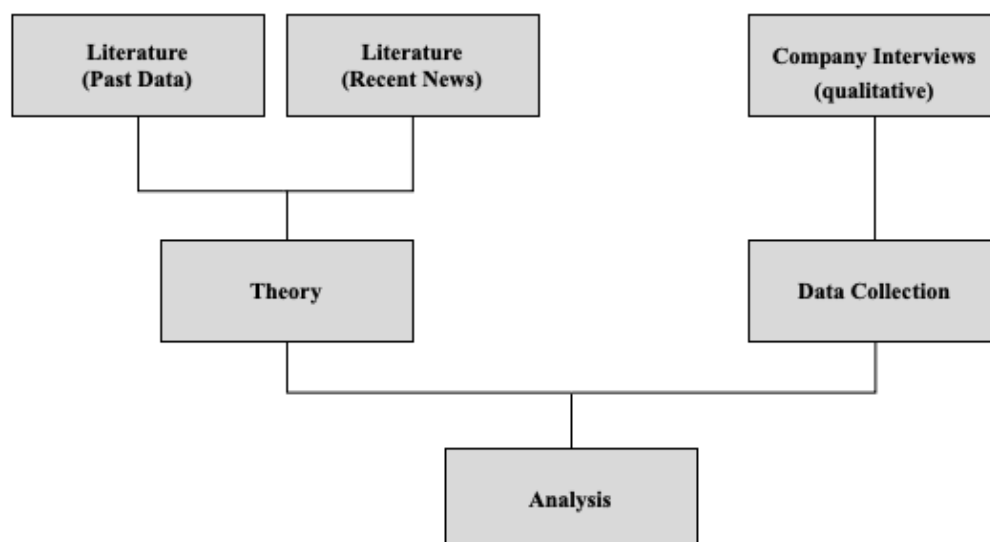 Literature
(Past Data)
Literature
(Recent News)
Company Interviews
(qualitative)
Theory
Data Collection
Analysis